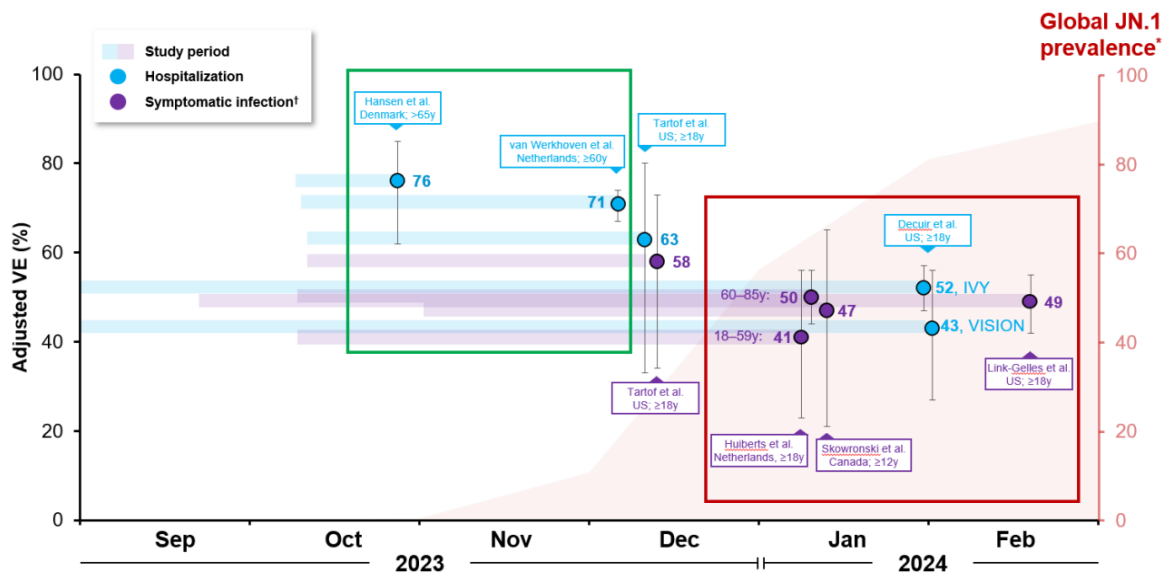 Global JN.1
prevalence*
Study period
Hospitalization
Symptomatic infection†
Adjusted VE (%)
100
80
60
40
20
0
100
80
60
40
20
0
Hansen et al.
Denmark; >65y
76
van Werkhoven et al.
Netherlands; ≥60y
71
Tartof et al.
US; ≥18y
63
58
Tartof et al.
US; ≥18y
60–85y:
50
47
18–59y:
41
Huiberts et al.
Netherlands, ≥18y
Skowronski et al.
Canada; ≥12y
Decuir et al.
US; ≥18y
52, IVY
43, VISION
49
Link-Gelles et al.
US; ≥18y
Sep
Oct
Nov
Dec
Jan
Feb
2023
2024